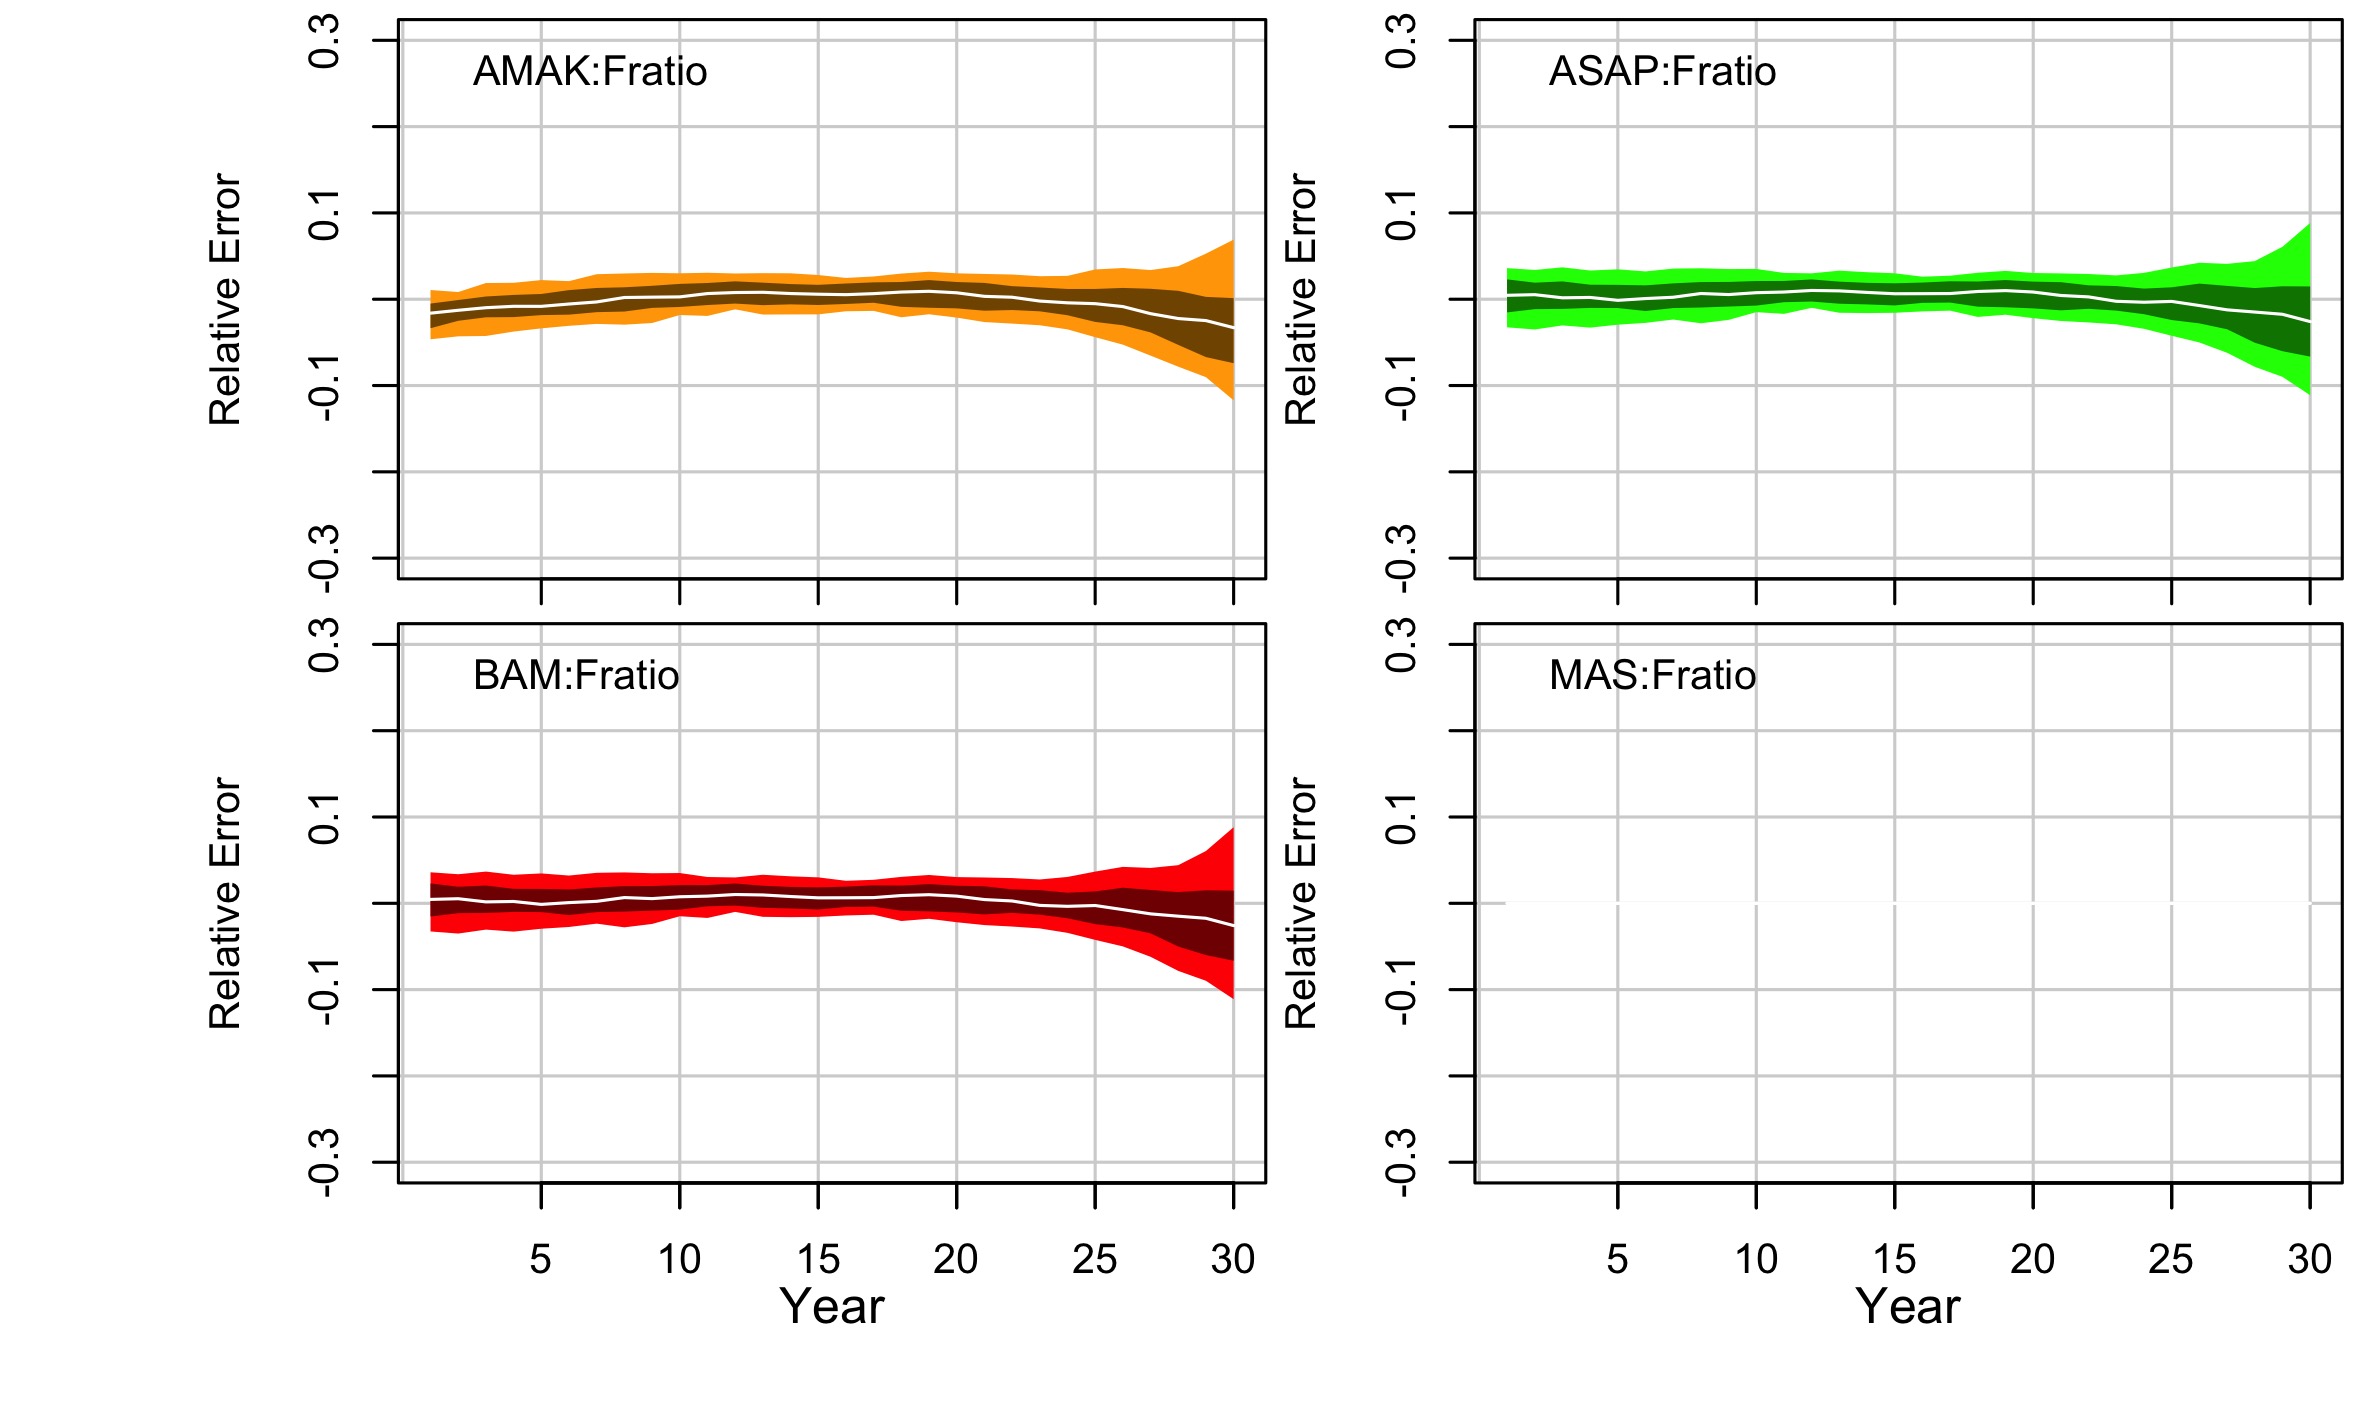 AMAK:Fratio
Relative Error
0.3
0.1
-0.1
-0.3
ASAP:Fratio
Relative Error
0.3
0.1
-0.1
-0.3
BAM:Fratio
Relative Error
0.3
0.1
-0.1
-0.3
5 10 15 20 25 30
Year
MAS:Fratio
Relative Error
0.3
0.1
-0.1
-0.3
5 10 15 20 25 30
Year